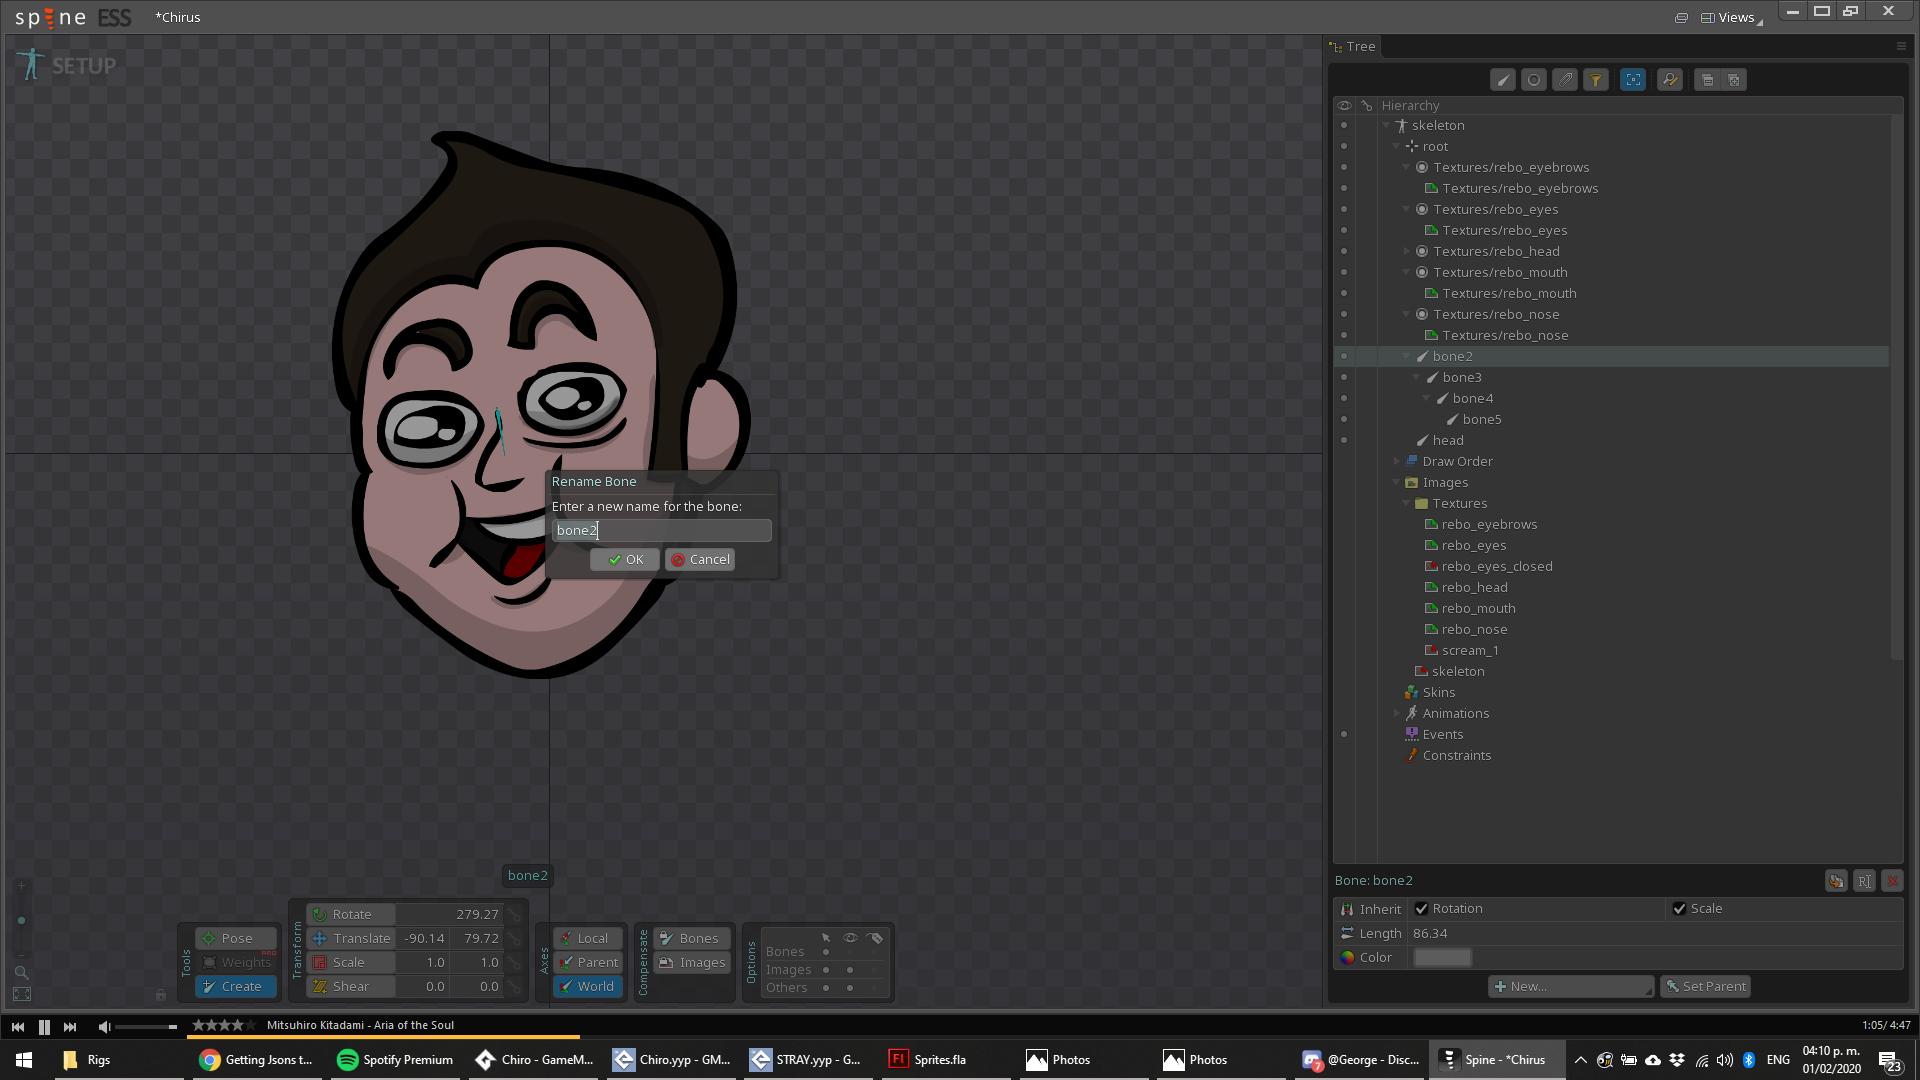 spine ESS
*Chirus
Views
SETUP
Tree
Hierarchy
skeleton
root
Textures/rebo_eyebrows
Textures/rebo_eyebrows
Textures/rebo_eyes
Textures/rebo_eyes
Textures/rebo_head
Textures/rebo_mouth
Textures/rebo_mouth
Textures/rebo_nose
Textures/rebo_nose
bone2
bone3
bone4
bone5
head
Draw Order
Images
Textures
rebo_eyebrows
rebo_eyes
rebo_eyes_closed
rebo_head
rebo_mouth
rebo_nose
scream_1
skeleton
Skins
Animations
Events
Constraints
Rename Bone
Enter a new name for the bone:
bone2
OK
Cancel
bone2
Tools
Pose
Weights
PRO
Create
Transform
Rotate 279.27
Translate -90.14 79.72
Scale 1.0 1.0
Shear 0.0 0.0
Axes
Local
Parent
World
Compensate
Bones
Images
Options
Bones
Images
Others
Bone: bone2
Inherit Rotation Scale
Length 86.34
Color
New...
Set Parent
Mitsuhiro Kitadami - Aria of the Soul
1:05/ 4:47
Rigs
Getting Jsons t...
Spotify Premium
Chiro - GameM...
Chiro.yyp - GM...
STRAY.yyp - G...
Fl
Sprites.fla
Photos
Photos
7
@George - Disc...
Spine - *Chirus
ENG
04:10 p. m.
01/02/2020
23